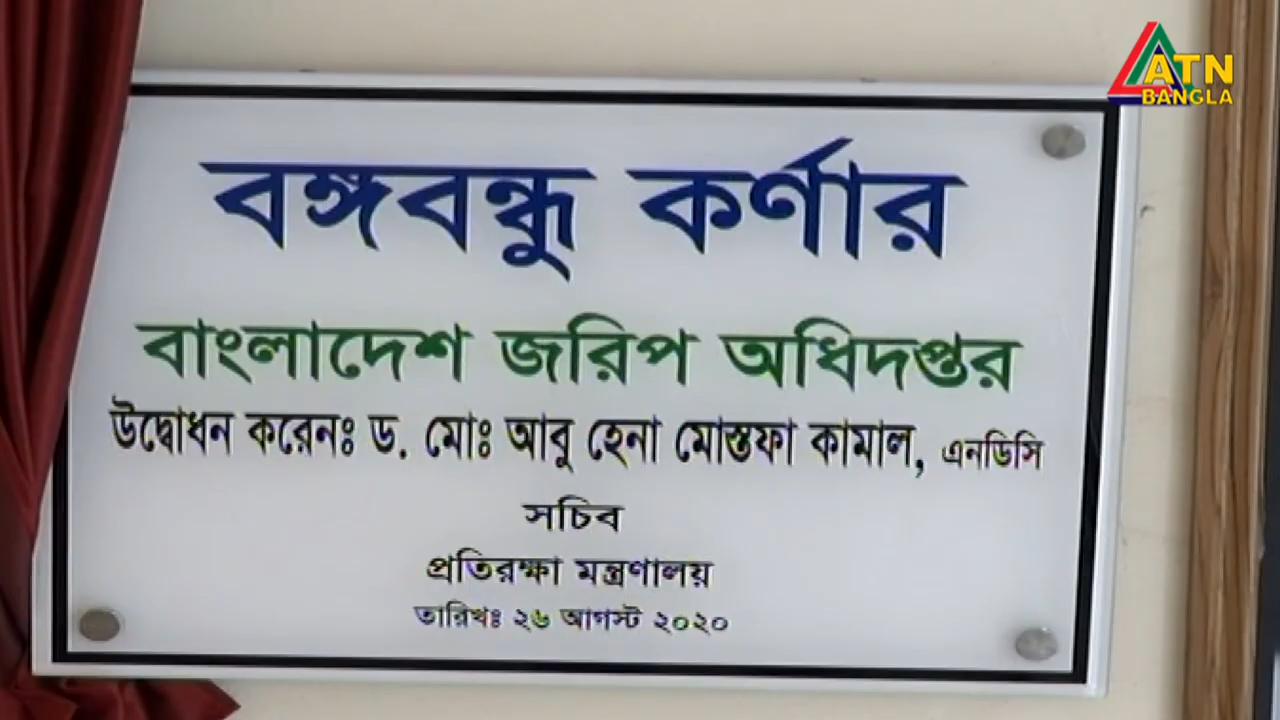 ATN
BANGLA
বঙ্গবন্ধু কর্ণার
বাংলাদেশ জরিপ অধিদপ্তর
উদ্বোধন করেনঃ ড. মোঃ আবু হেনা মোস্তফা কামাল, এনডিসি
সচিব
প্রতিরক্ষা মন্ত্রণালয়
তারিখঃ ২৬ আগস্ট ২০২০